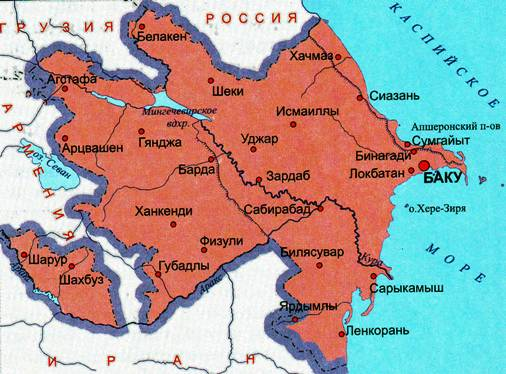 ГРУЗИЯ
РОССИЯ
КАСПИЙСКОЕ
МОРЕ
АРМЕНИЯ
ИРАН
Белакен
Хачмаз
Агстафа
Шеки
Сиазань
Мингечевирское
вдхр.
Исмаиллы
Апшеронский п-ов
Сумгайыт
Арцвашен
Гянджа
Уджар
Бинагади
оз. Севан
Барда
Локбатан
БАКУ
Зардаб
о.Хере-Зиря
Ханкенди
Сабирабад
Физули
Билясувар
Кура
Шарур
Шахбуз
Губадлы
Аракс
Аракс
Сарыкамыш
Ярдымлы
Ленкорань